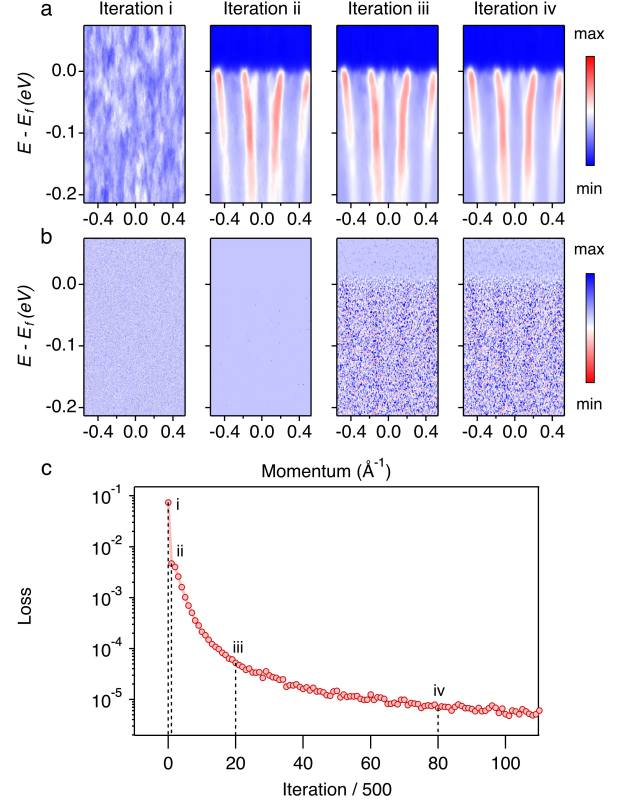 a Iteration i Iteration ii Iteration iii Iteration iv
max
min
E - E_f (eV)
0.0
-0.1
-0.2
-0.4 0.0 0.4 -0.4 0.0 0.4 -0.4 0.0 0.4 -0.4 0.0 0.4
b
max
min
E - E_f (eV)
0.0
-0.1
-0.2
-0.4 0.0 0.4 -0.4 0.0 0.4 -0.4 0.0 0.4 -0.4 0.0 0.4
Momentum (Å⁻¹)
c
Loss
10⁻¹
10⁻²
10⁻³
10⁻⁴
10⁻⁵
i
ii
iii
iv
0 20 40 60 80 100
Iteration / 500